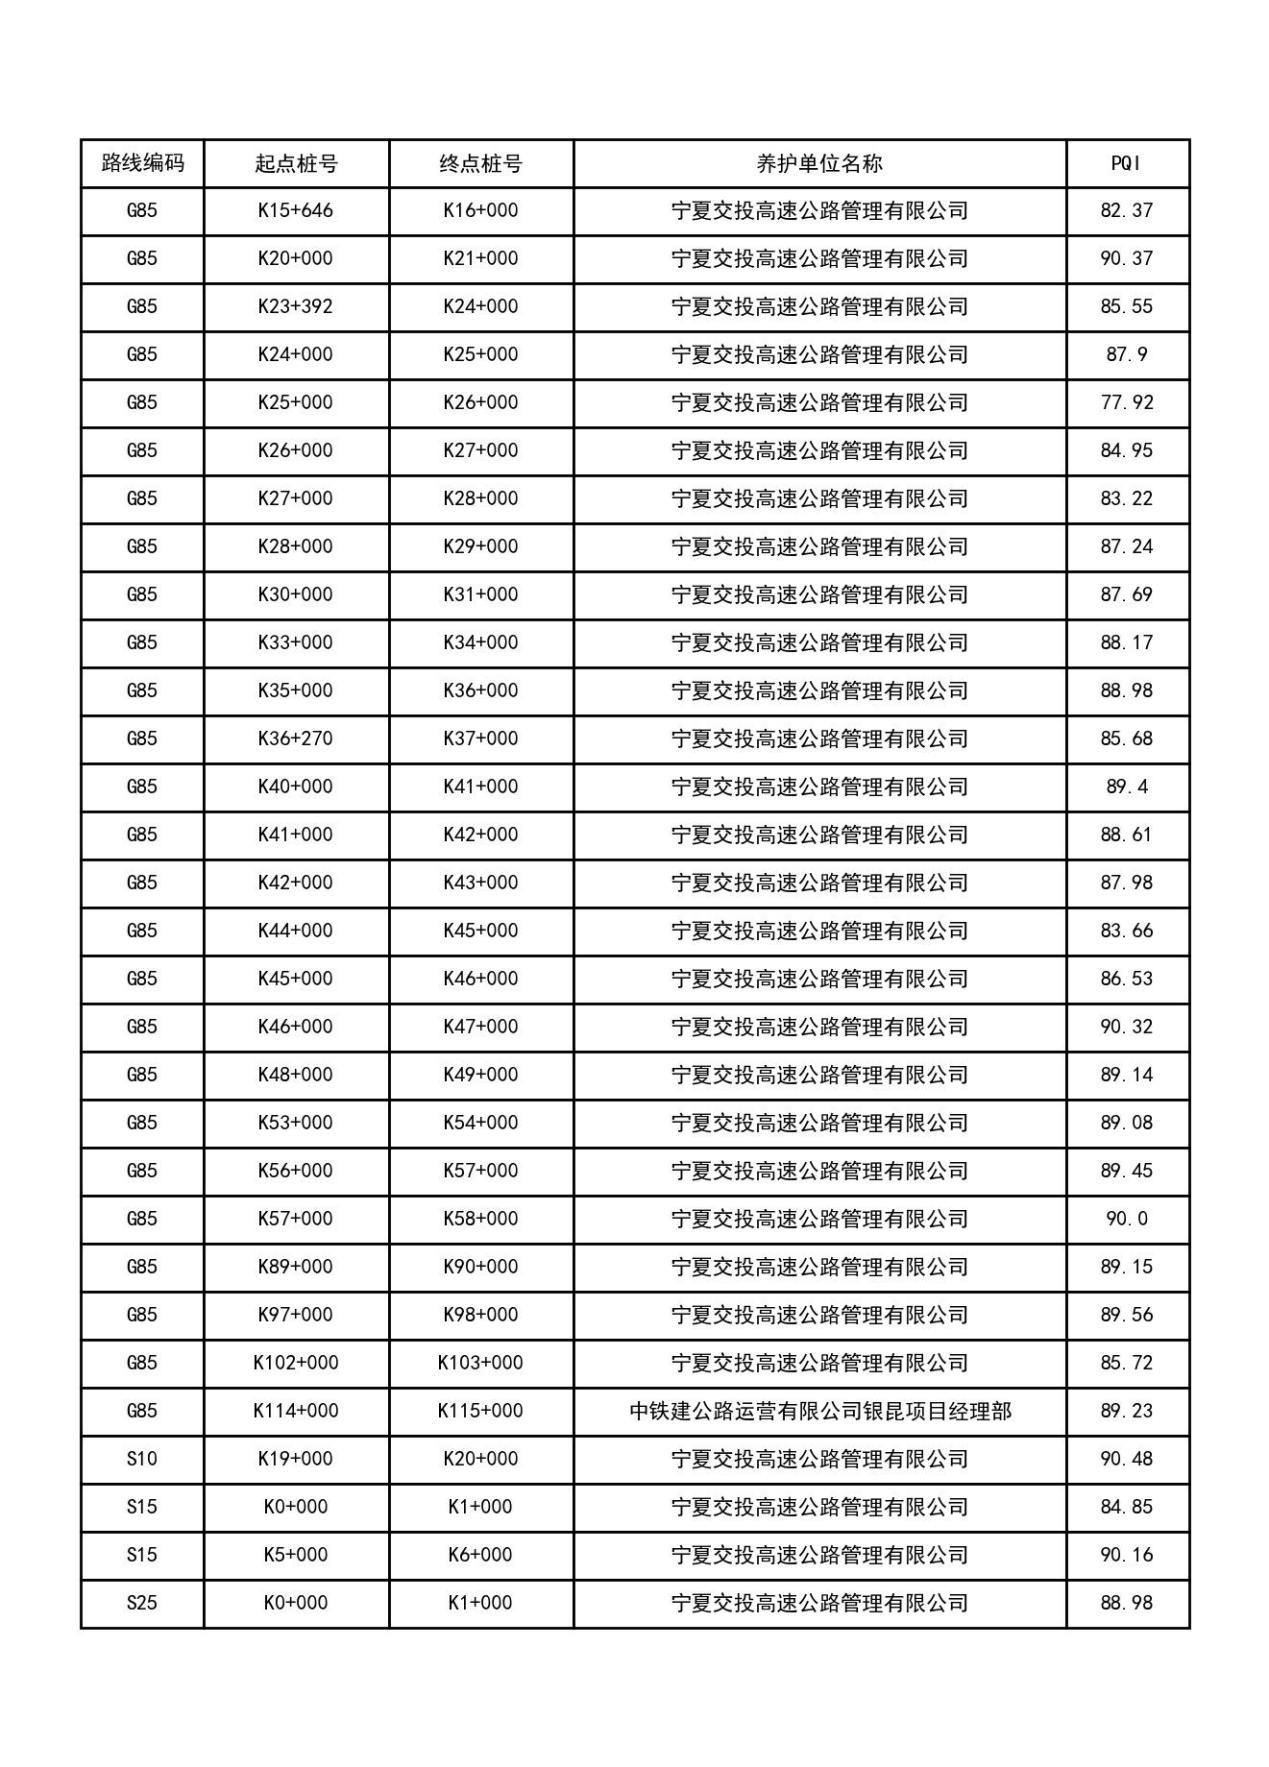 路线编码 起点桩号 终点桩号 养护单位名称 PQI
G85 K15+646 K16+000 宁夏交投高速公路管理有限公司 82.37
G85 K20+000 K21+000 宁夏交投高速公路管理有限公司 90.37
G85 K23+392 K24+000 宁夏交投高速公路管理有限公司 85.55
G85 K24+000 K25+000 宁夏交投高速公路管理有限公司 87.9
G85 K25+000 K26+000 宁夏交投高速公路管理有限公司 77.92
G85 K26+000 K27+000 宁夏交投高速公路管理有限公司 84.95
G85 K27+000 K28+000 宁夏交投高速公路管理有限公司 83.22
G85 K28+000 K29+000 宁夏交投高速公路管理有限公司 87.24
G85 K30+000 K31+000 宁夏交投高速公路管理有限公司 87.69
G85 K33+000 K34+000 宁夏交投高速公路管理有限公司 88.17
G85 K35+000 K36+000 宁夏交投高速公路管理有限公司 88.98
G85 K36+270 K37+000 宁夏交投高速公路管理有限公司 85.68
G85 K40+000 K41+000 宁夏交投高速公路管理有限公司 89.4
G85 K41+000 K42+000 宁夏交投高速公路管理有限公司 88.61
G85 K42+000 K43+000 宁夏交投高速公路管理有限公司 87.98
G85 K44+000 K45+000 宁夏交投高速公路管理有限公司 83.66
G85 K45+000 K46+000 宁夏交投高速公路管理有限公司 86.53
G85 K46+000 K47+000 宁夏交投高速公路管理有限公司 90.32
G85 K48+000 K49+000 宁夏交投高速公路管理有限公司 89.14
G85 K53+000 K54+000 宁夏交投高速公路管理有限公司 89.08
G85 K56+000 K57+000 宁夏交投高速公路管理有限公司 89.45
G85 K57+000 K58+000 宁夏交投高速公路管理有限公司 90.0
G85 K89+000 K90+000 宁夏交投高速公路管理有限公司 89.15
G85 K97+000 K98+000 宁夏交投高速公路管理有限公司 89.56
G85 K102+000 K103+000 宁夏交投高速公路管理有限公司 85.72
G85 K114+000 K115+000 中铁建公路运营有限公司银昆项目经理部 89.23
S10 K19+000 K20+000 宁夏交投高速公路管理有限公司 90.48
S15 K0+000 K1+000 宁夏交投高速公路管理有限公司 84.85
S15 K5+000 K6+000 宁夏交投高速公路管理有限公司 90.16
S25 K0+000 K1+000 宁夏交投高速公路管理有限公司 88.98